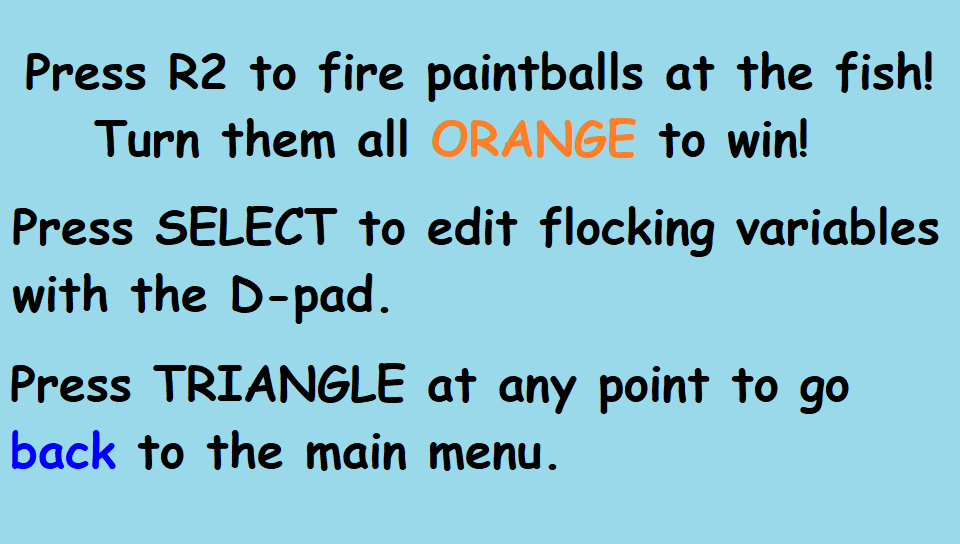 Press R2 to fire paintballs at the fish!
Turn them all ORANGE to win!
Press SELECT to edit flocking variables
with the D-pad.
Press TRIANGLE at any point to go
back to the main menu.